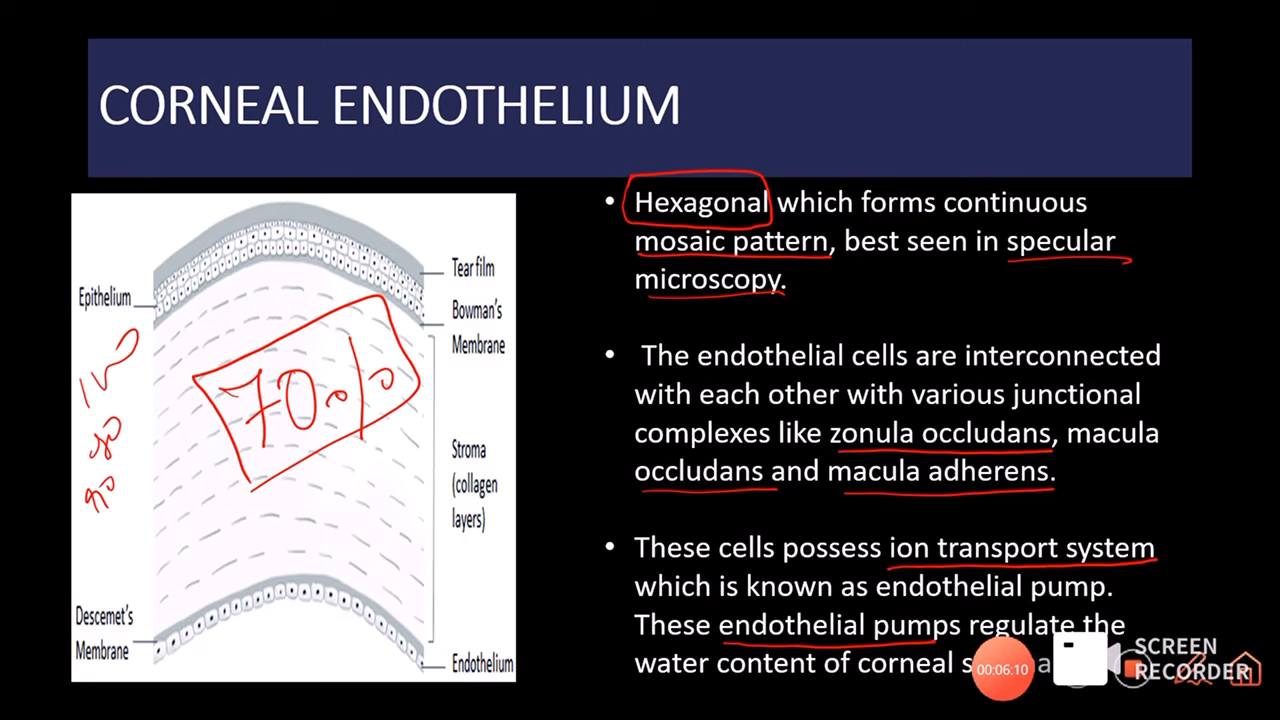 CORNEAL ENDOTHELIUM
• Hexagonal which forms continuous
mosaic pattern, best seen in specular
microscopy.
• The endothelial cells are interconnected
with each other with various junctional
complexes like zonula occludans, macula
occludans and macula adherens.
• These cells possess ion transport system
which is known as endothelial pump.
These endothelial pumps regulate the
water content of corneal
Tear film
Epithelium
Bowman's
Membrane
70%
80
90
Stroma
(collagen
layers)
Descemet's
Membrane
Endothelium
00:06:10
SCREEN
RECORDER